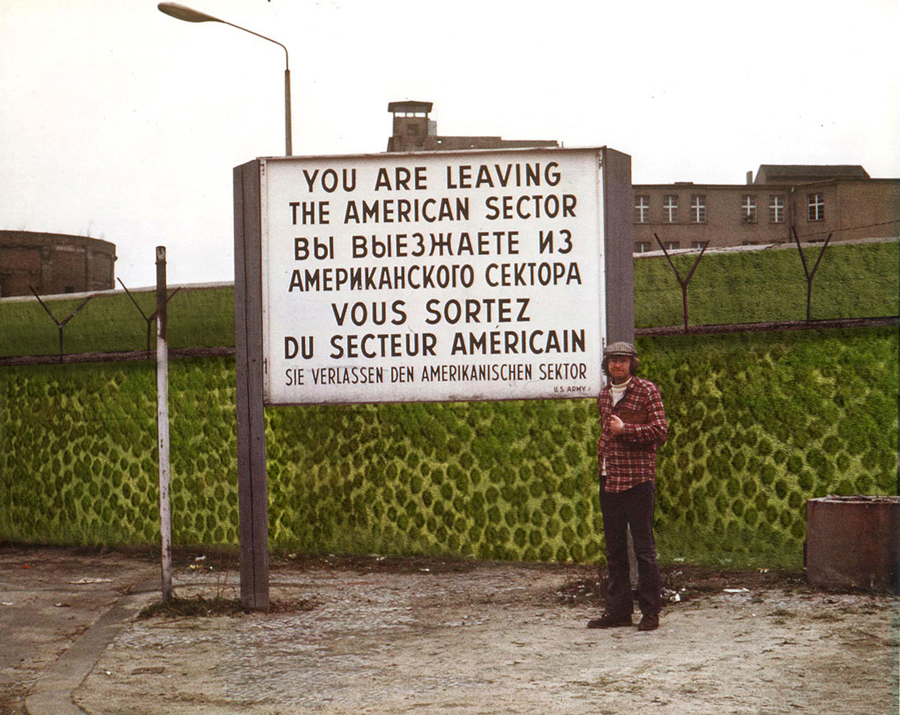 YOU ARE LEAVING
THE AMERICAN SECTOR
ВЫ ВЫЕЗЖАЕТЕ ИЗ
АМЕРИКАНСКОГО СЕКТОРА
VOUS SORTEZ
DU SECTEUR AMÉRICAIN
SIE VERLASSEN DEN AMERIKANISCHEN SEKTOR
U.S. ARMY